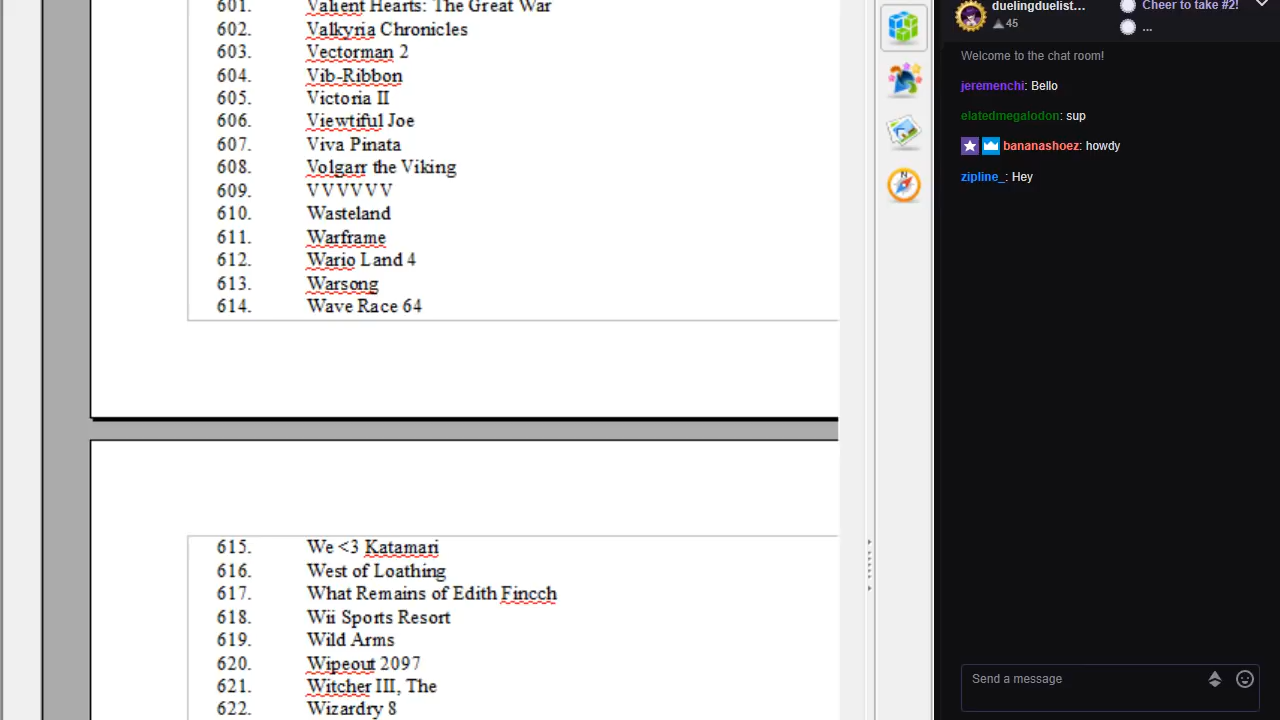 601. Valient Hearts: The Great War
602. Valkyria Chronicles
603. Vectorman 2
604. Vib-Ribbon
605. Victoria II
606. Viewtiful Joe
607. Viva Pinata
608. Volgarr the Viking
609. VVVVVV
610. Wasteland
611. Warframe
612. Wario Land 4
613. Warsong
614. Wave Race 64
615. We <3 Katamari
616. West of Loathing
617. What Remains of Edith Fincch
618. Wii Sports Resort
619. Wild Arms
620. Wipeout 2097
621. Witcher III, The
622. Wizardry 8
N
duelingduelist...
45
Cheer to take #2!
...
Welcome to the chat room!
jeremenchi: Bello
elatedmegalodon: sup
bananashoez: howdy
zipline_: Hey
Send a message